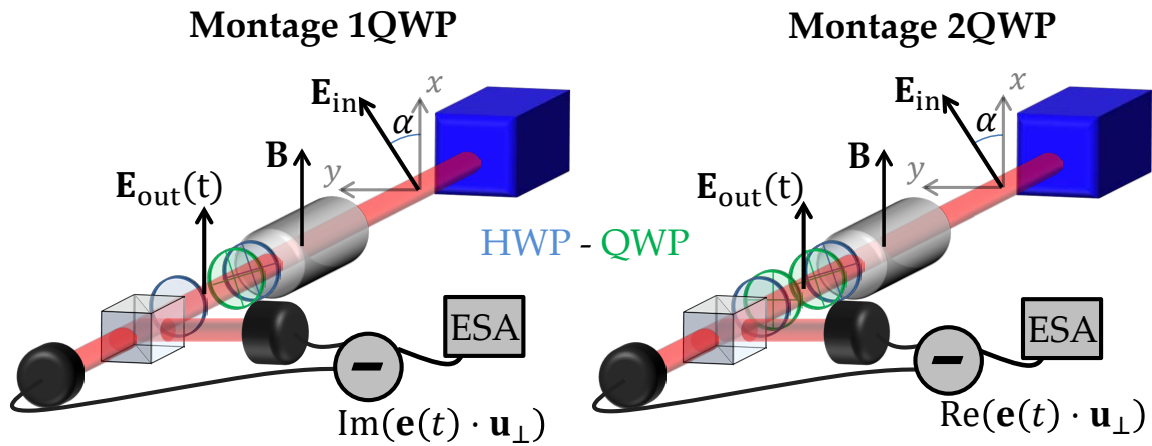 Montage 1QWP
E_in
α
x
B
y
E_out(t)
ESA
Im(e(t) · u_⊥)
HWP - QWP
Montage 2QWP
E_in
α
x
B
y
E_out(t)
ESA
Re(e(t) · u_⊥)